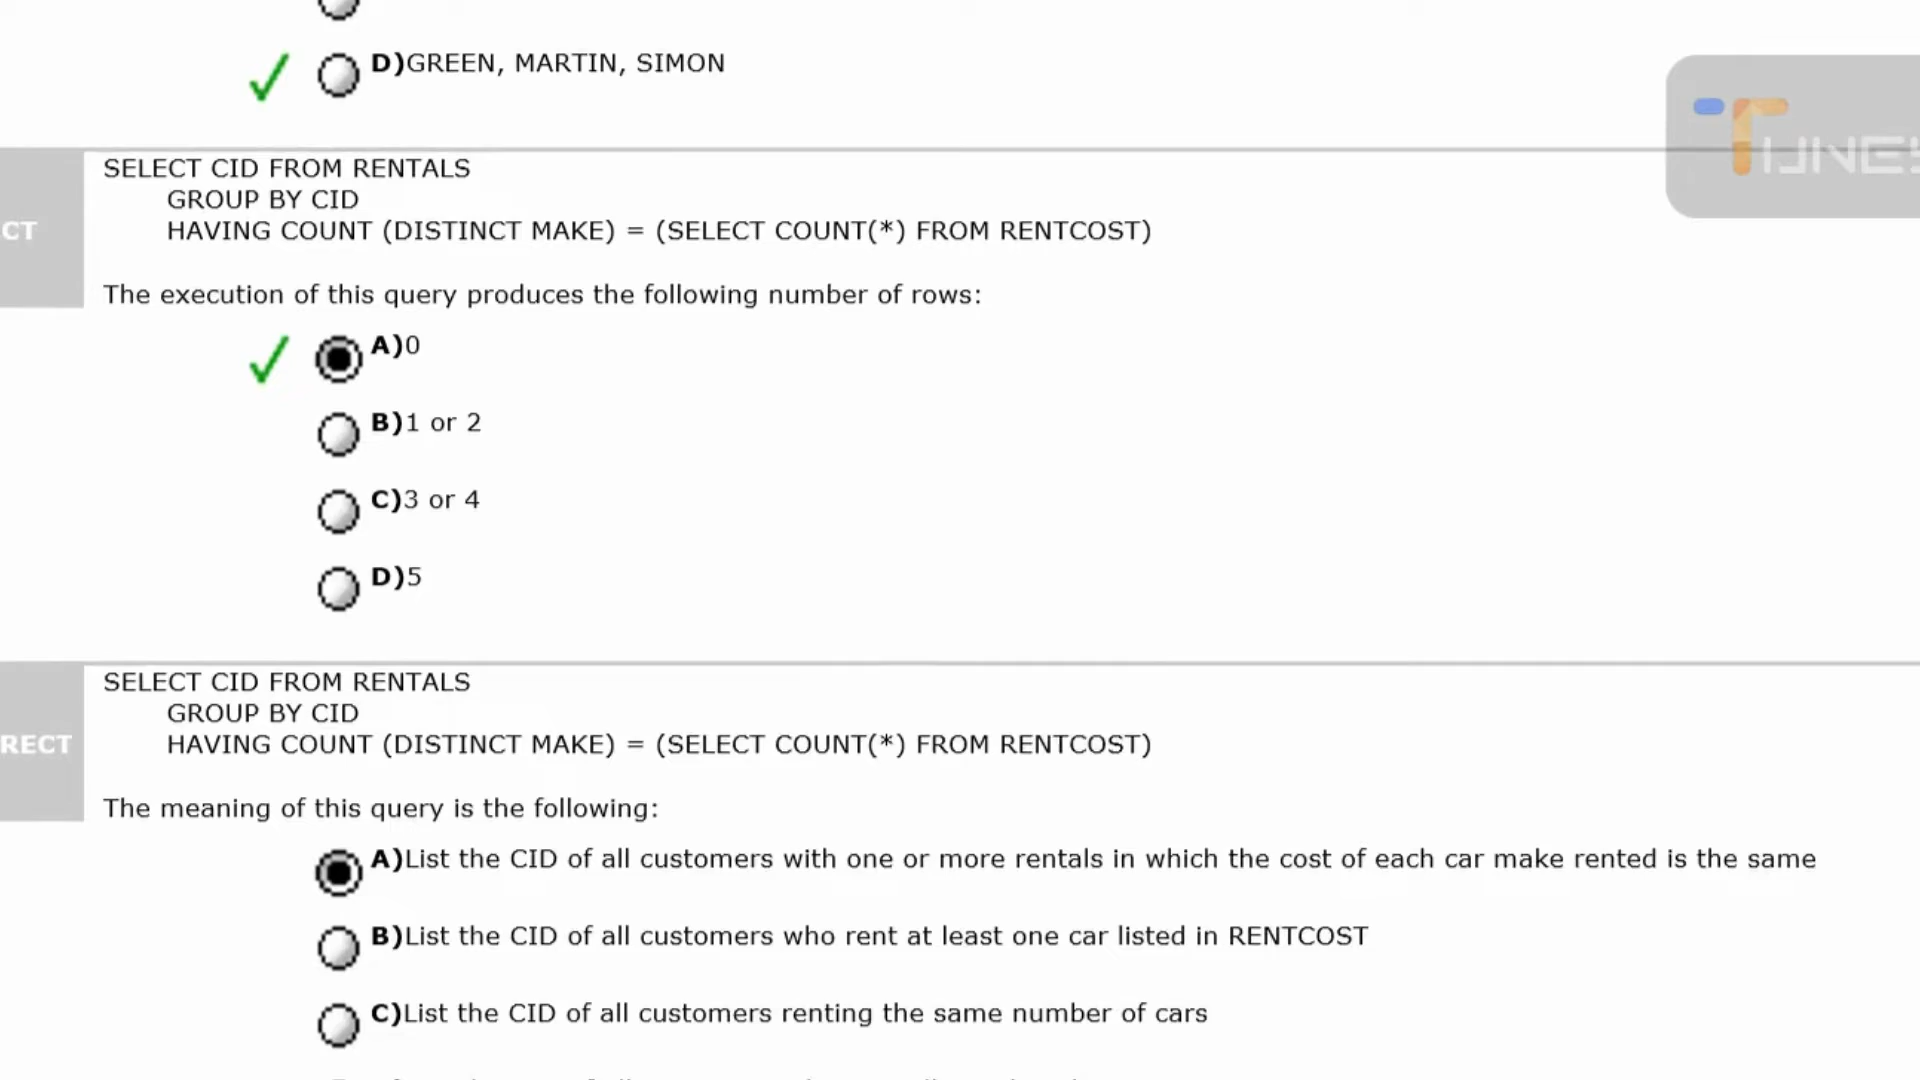 D)GREEN, MARTIN, SIMON
SELECT CID FROM RENTALS
GROUP BY CID
HAVING COUNT (DISTINCT MAKE) = (SELECT COUNT(*) FROM RENTCOST)
CT
The execution of this query produces the following number of rows:
A)0
B)1 or 2
C)3 or 4
D)5
SELECT CID FROM RENTALS
GROUP BY CID
HAVING COUNT (DISTINCT MAKE) = (SELECT COUNT(*) FROM RENTCOST)
RECT
The meaning of this query is the following:
A)List the CID of all customers with one or more rentals in which the cost of each car make rented is the same
B)List the CID of all customers who rent at least one car listed in RENTCOST
C)List the CID of all customers renting the same number of cars